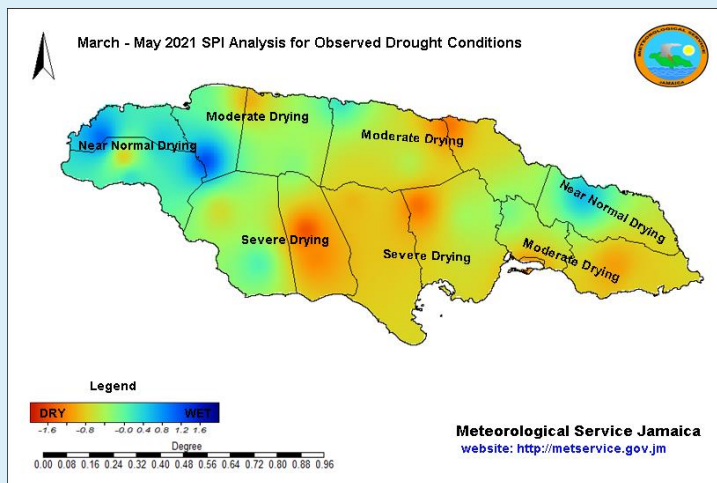 March - May 2021 SPI Analysis for Observed Drought Conditions
METEOROLOGICAL SERVICE
JAMAICA
Moderate Drying
Moderate Drying
Near Normal Drying
Near Normal Drying
Severe Drying
Severe Drying
Moderate Drying
Legend
DRY WET
-1.6 -0.8 -0.0 0.4 0.8 1.2 1.6
Degree
0.00 0.08 0.16 0.24 0.32 0.40 0.48 0.56 0.64 0.72 0.80 0.88 0.96
Meteorological Service Jamaica
website: http://metservice.gov.jm